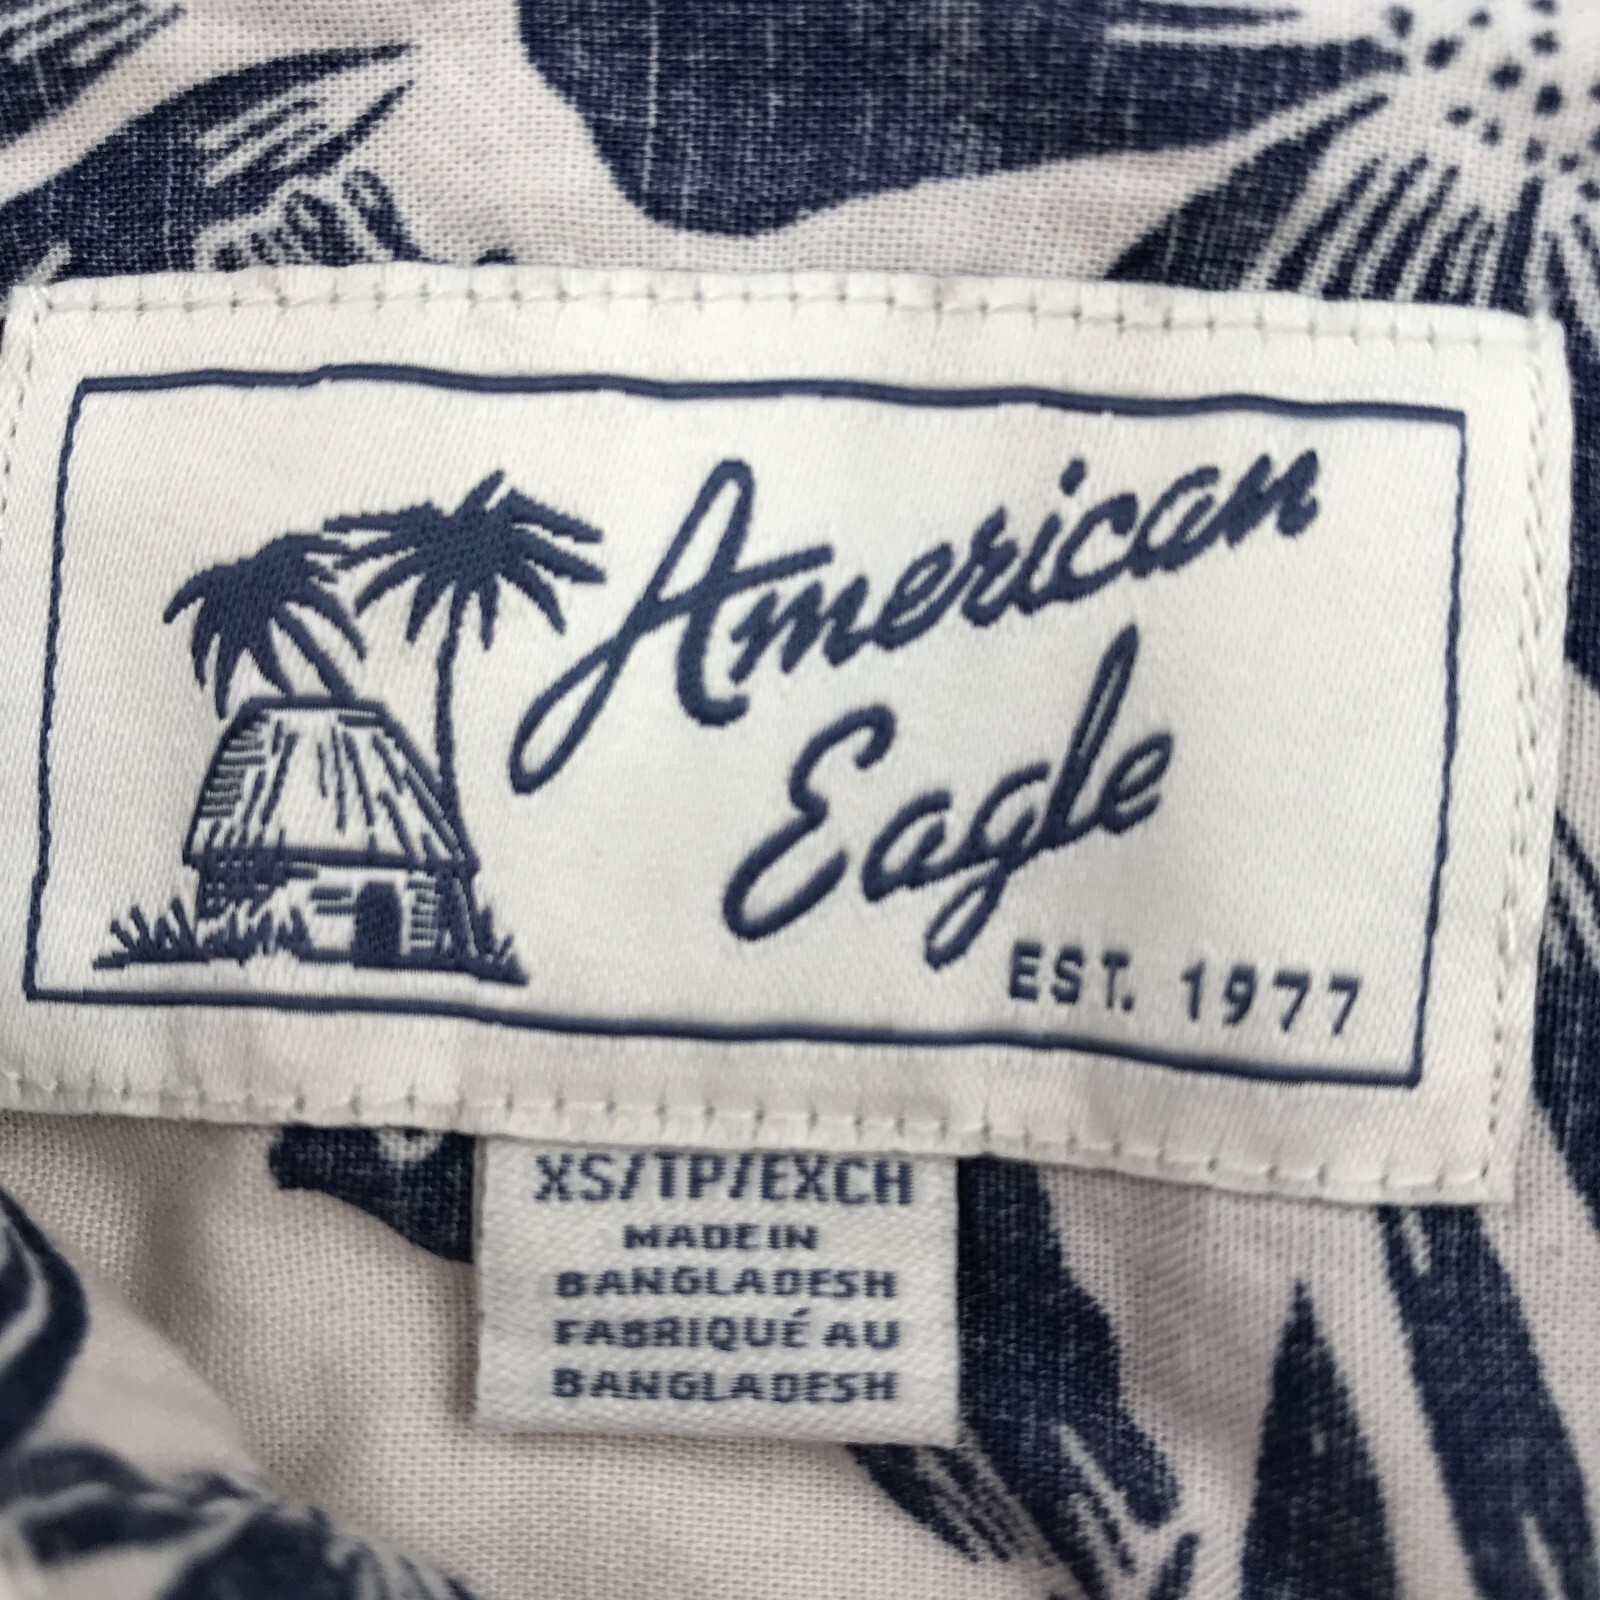 American
Eagle
EST. 1977
XS/TP/EXCH
MADE IN
BANGLADESH
FABRIQUÉ AU
BANGLADESH